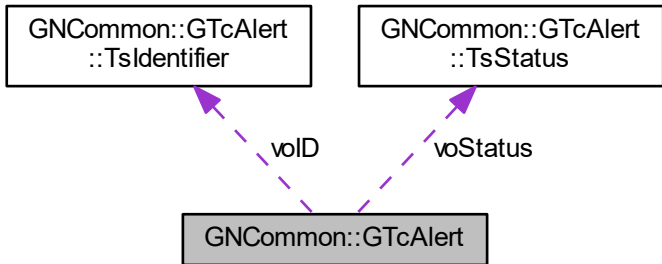 GNCommon::GTcAlert
::TsIdentifier
GNCommon::GTcAlert
::TsStatus
voID
voStatus
GNCommon::GTcAlert